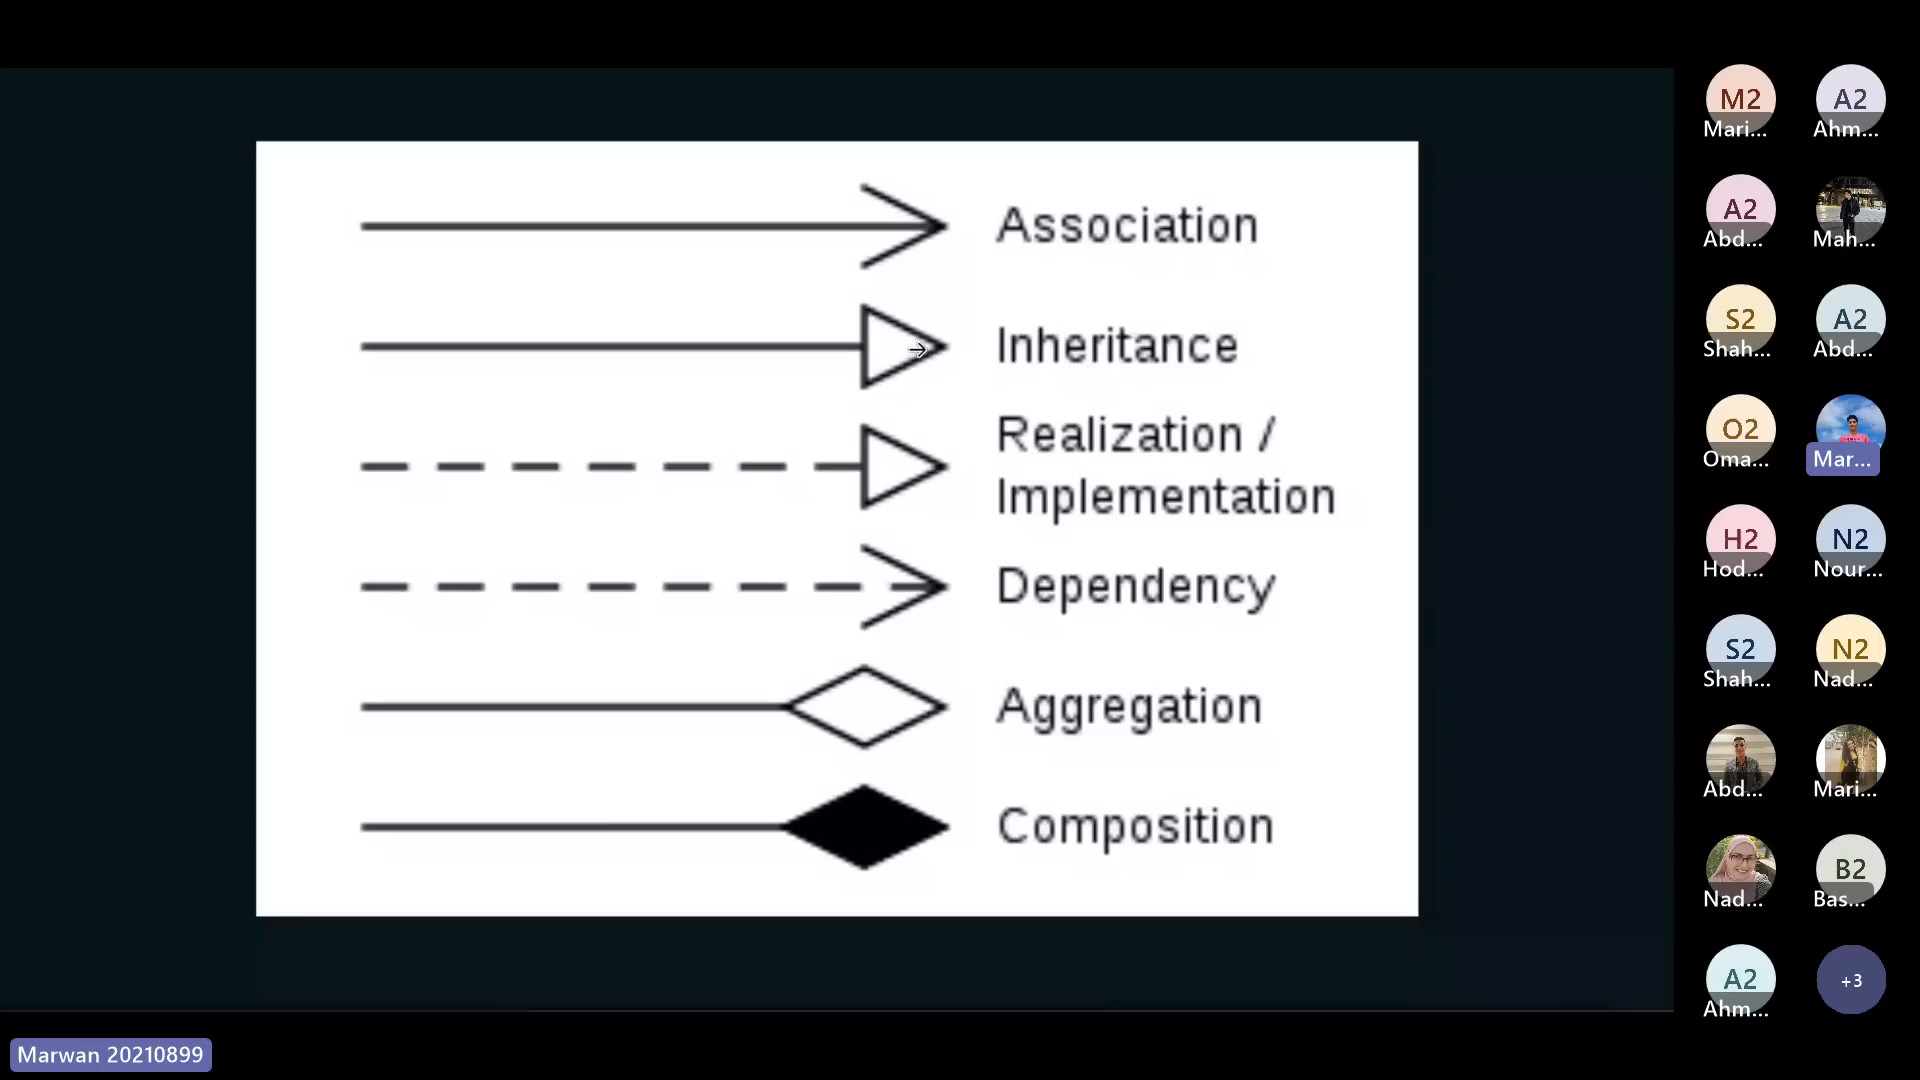 Association
Inheritance
Realization /
Implementation
Dependency
Aggregation
Composition
M2
Mari...
A2
Ahm...
A2
Abd...
Mah...
S2
Shah...
A2
Abd...
O2
Oma...
Mar...
H2
Hod...
N2
Nour...
S2
Shah...
N2
Nad...
Abd...
Mari...
Nad...
B2
Bas...
A2
Ahm...
+3
Marwan 20210899